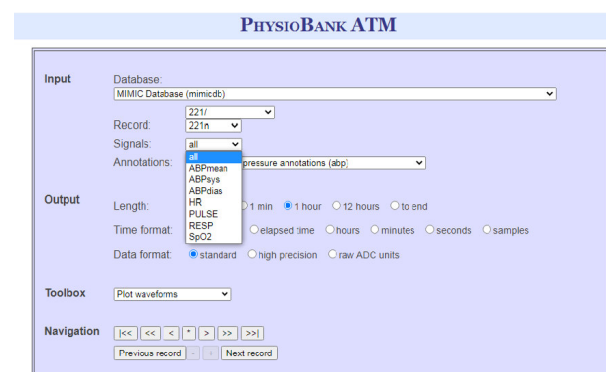 PhysioBank ATM
Input
Database:
MIMIC Database (mimicdb)
221/
Record: 221n
Signals: all
all
Annotations: pressure annotations (abp)
ABPmean
ABPsys
ABPdias
HR
PULSE
RESP
SpO2
Output
Length: 1 min 1 hour 12 hours to end
Time format: elapsed time hours minutes seconds samples
Data format: standard high precision raw ADC units
Toolbox Plot waveforms
Navigation |<< << < * > >> >>|
Previous record - + Next record